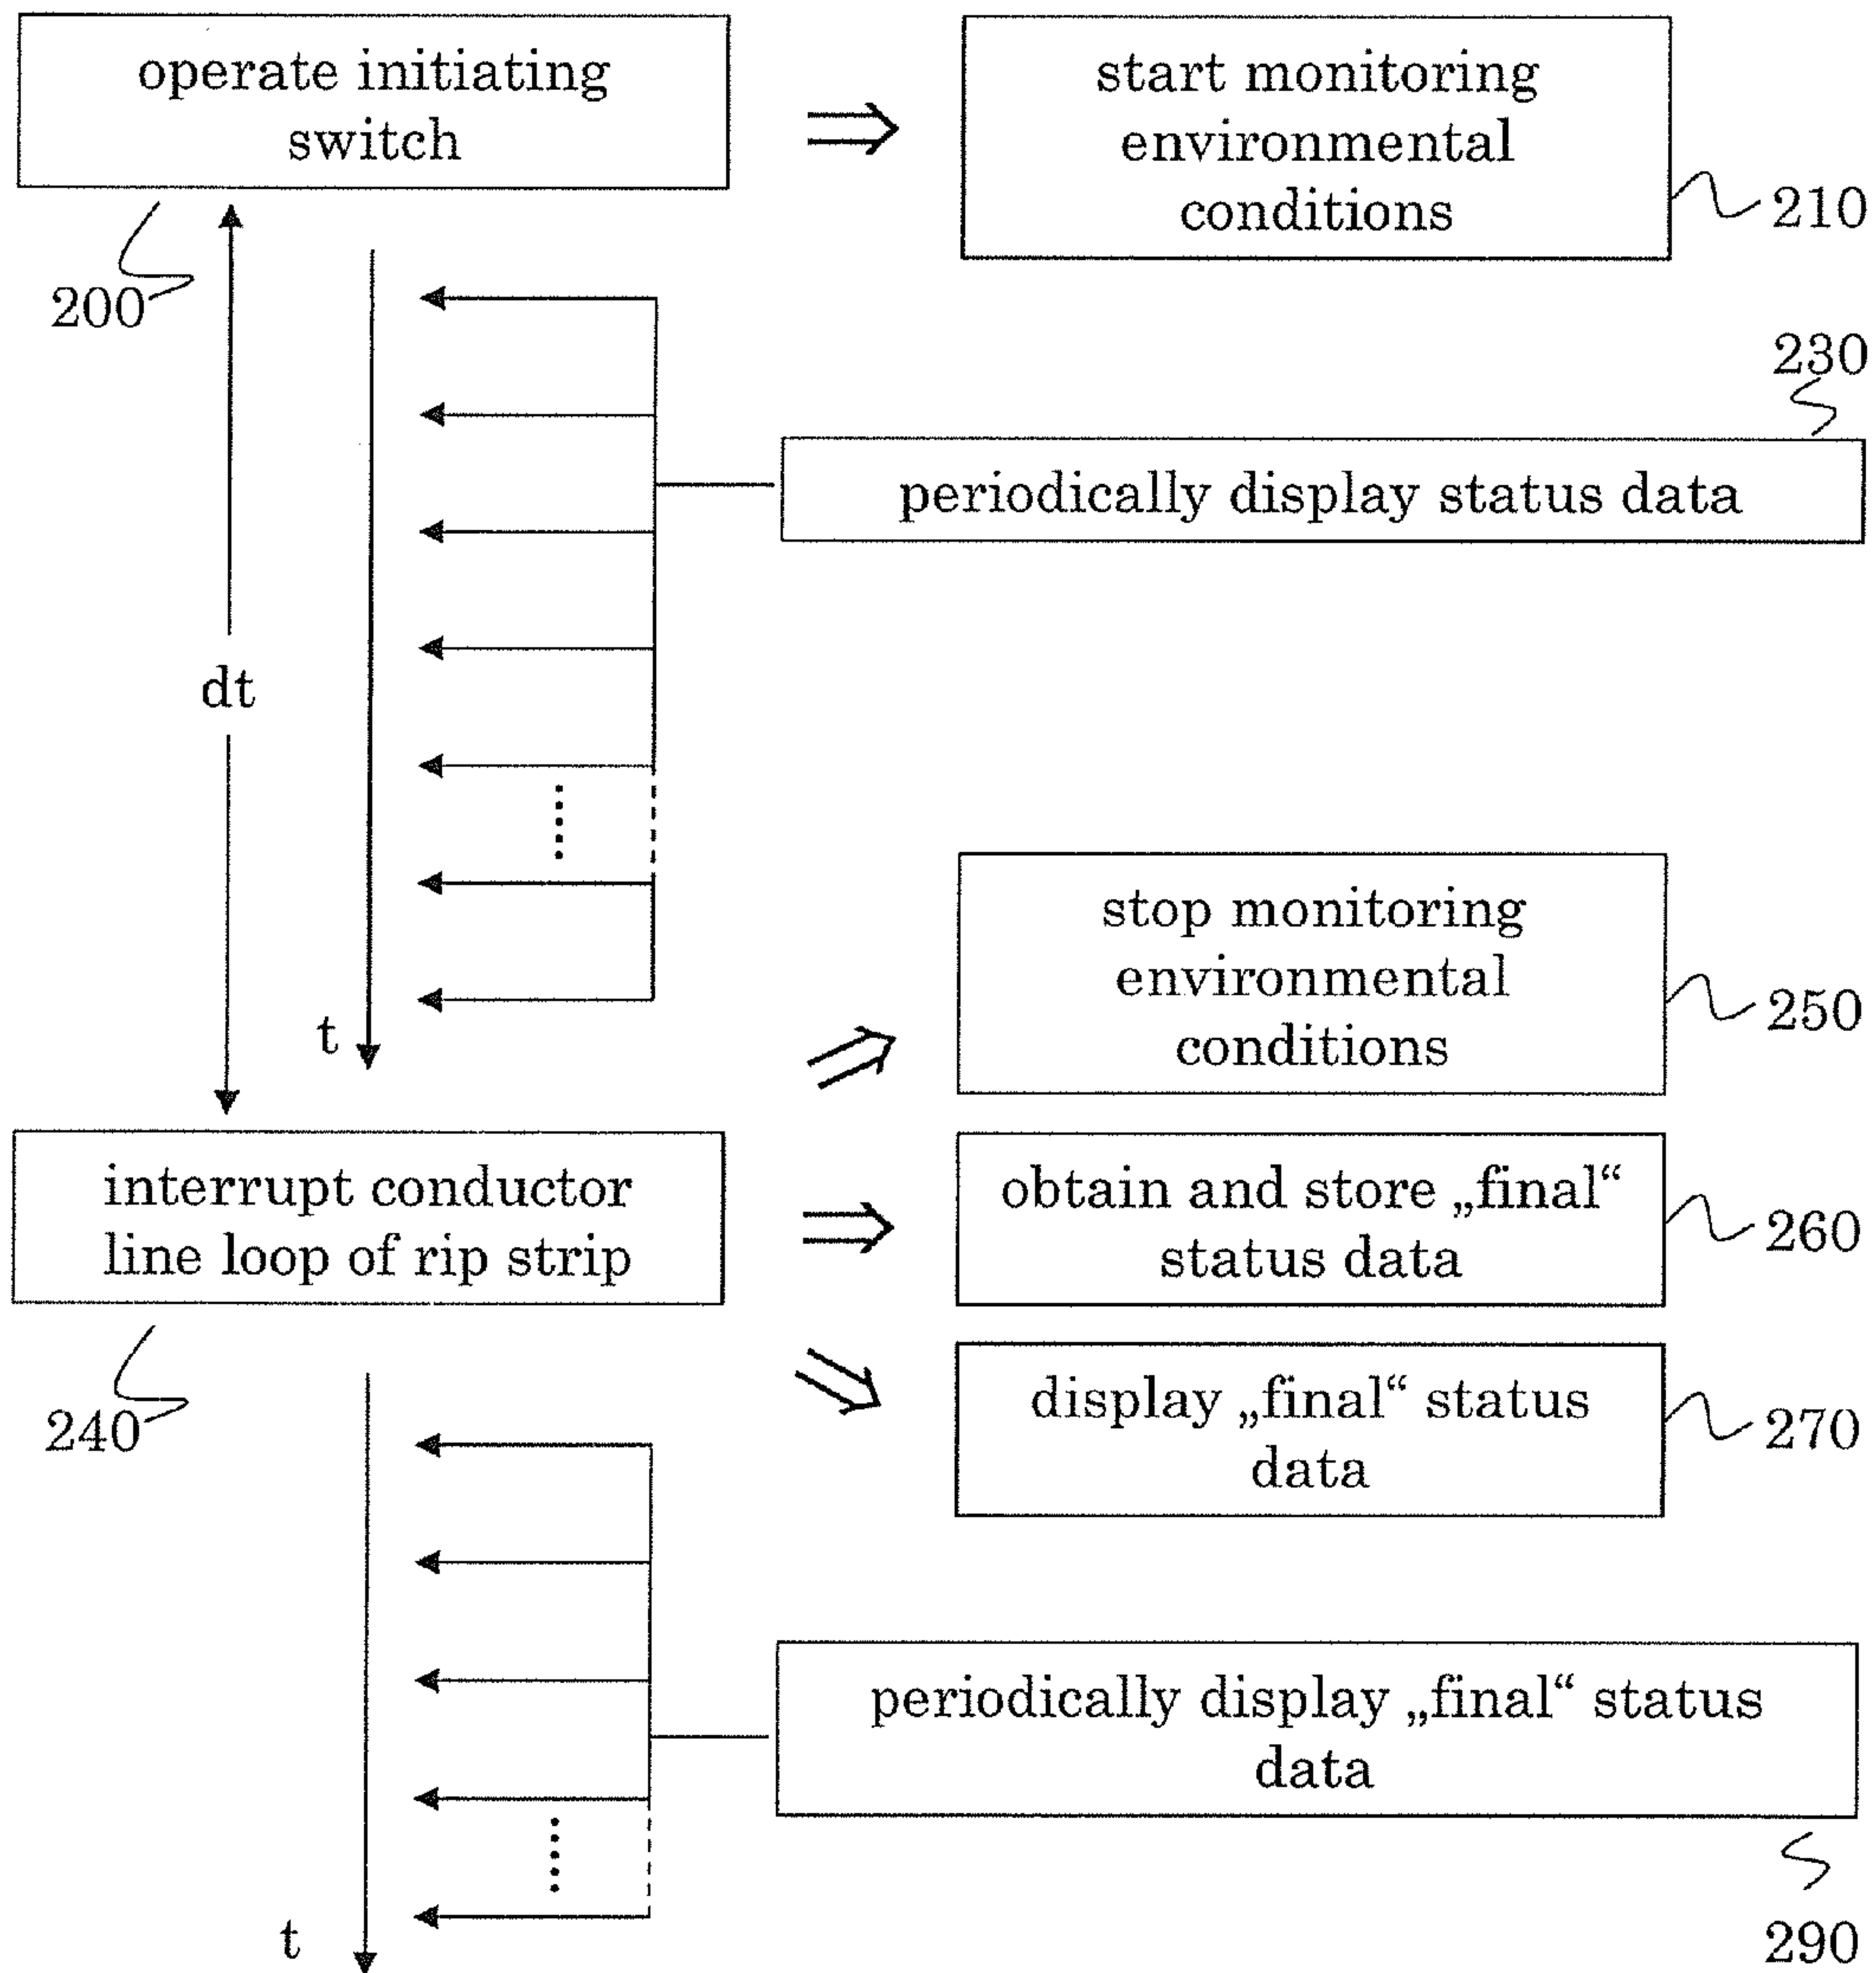 operate initiating
switch
start monitoring
environmental
conditions
210
200
230
periodically display status data
dt
stop monitoring
environmental
conditions
250
t
interrupt conductor
line loop of rip strip
obtain and store „final“
status data
260
display „final“ status
data
270
240
periodically display „final“ status
data
t
290